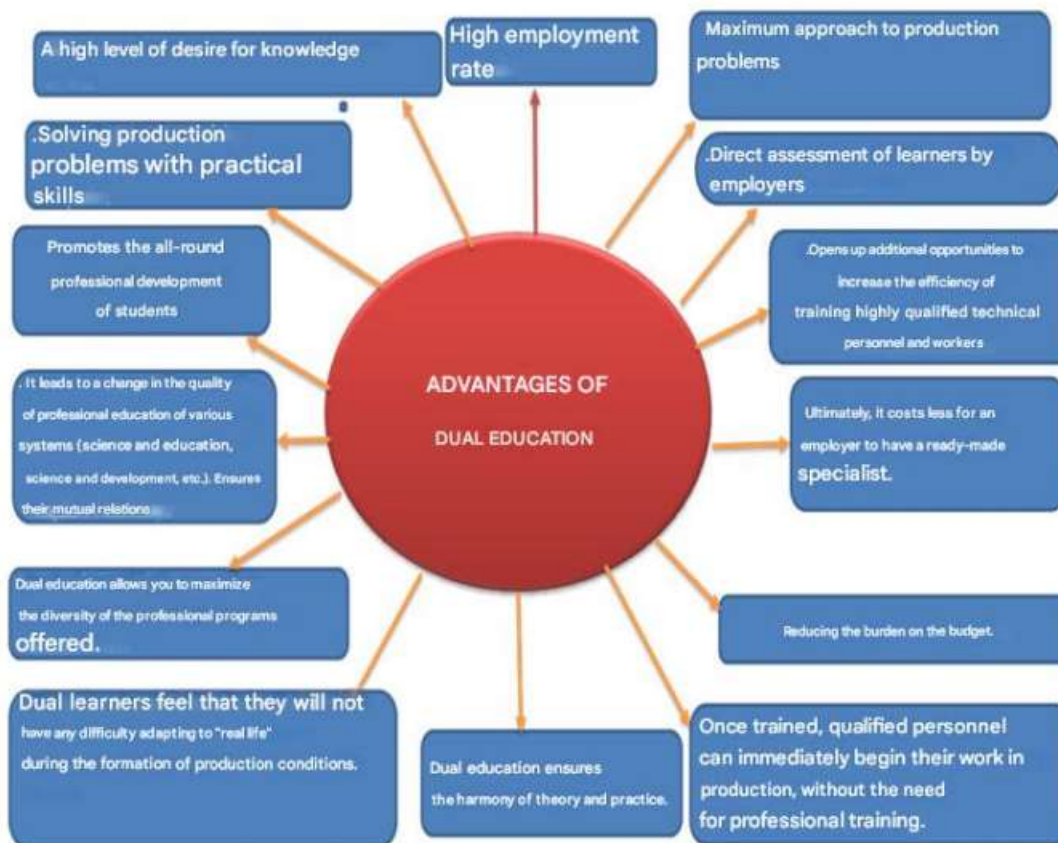 A high level of desire for knowledge
High employment
rate
Maximum approach to production
problems
.Solving production
problems with practical
skills
.Direct assessment of learners by
employers
Promotes the all-round
professional development
of students
.Opens up additional opportunities to
increase the efficiency of
training highly qualified technical
personnel and workers
ADVANTAGES OF
DUAL EDUCATION
. It leads to a change in the quality
of professional education of various
systems (science and education,
science and development, etc.). Ensures
their mutual relations
Ultimately, it costs less for an
employer to have a ready-made
specialist.
Dual education allows you to maximize
the diversity of the professional programs
offered.
Reducing the burden on the budget.
Dual learners feel that they will not
have any difficulty adapting to "real life"
during the formation of production conditions.
Dual education ensures
the harmony of theory and practice.
Once trained, qualified personnel
can immediately begin their work in
production, without the need
for professional training.